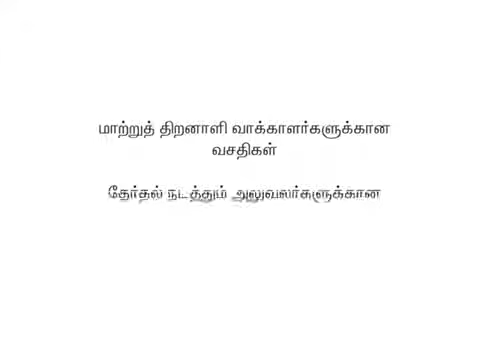 மாற்றுத் திறனாளி வாக்காளர்களுக்கான
வசதிகள்
தேர்தல் நடத்தும் அலுவலர்களுக்கான